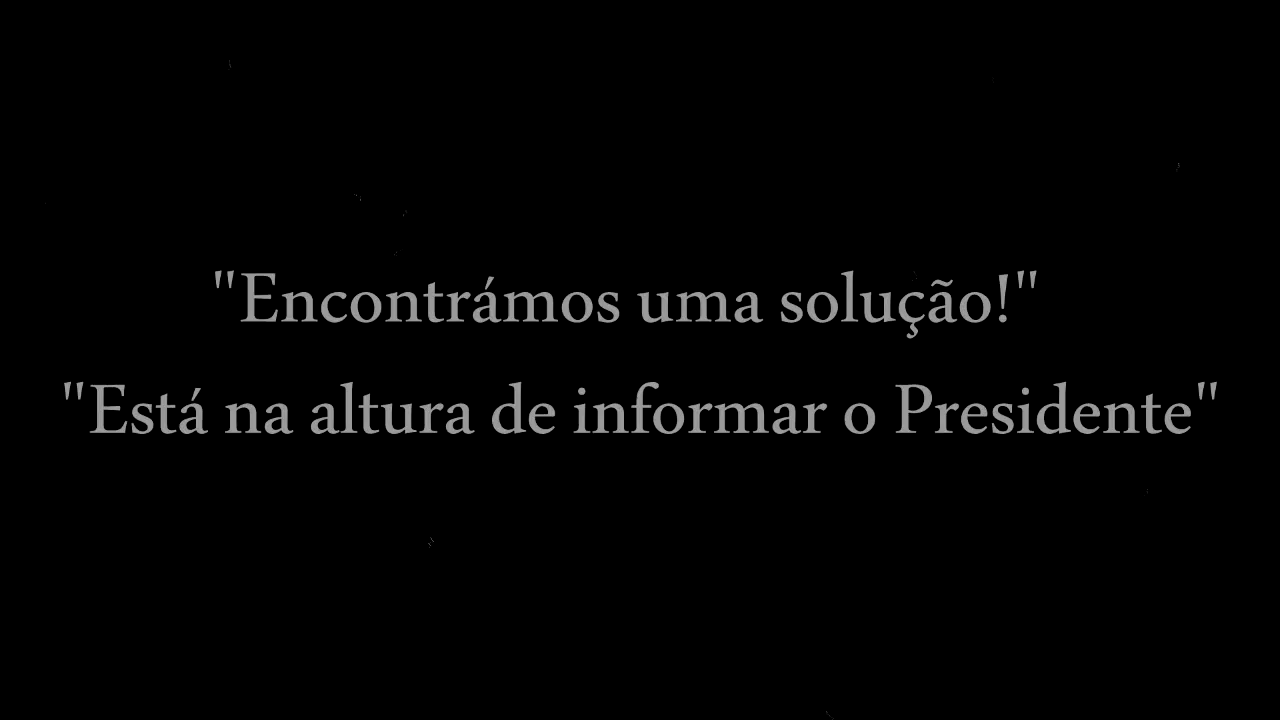 "Encontrámos uma solução!"
"Está na altura de informar o Presidente"